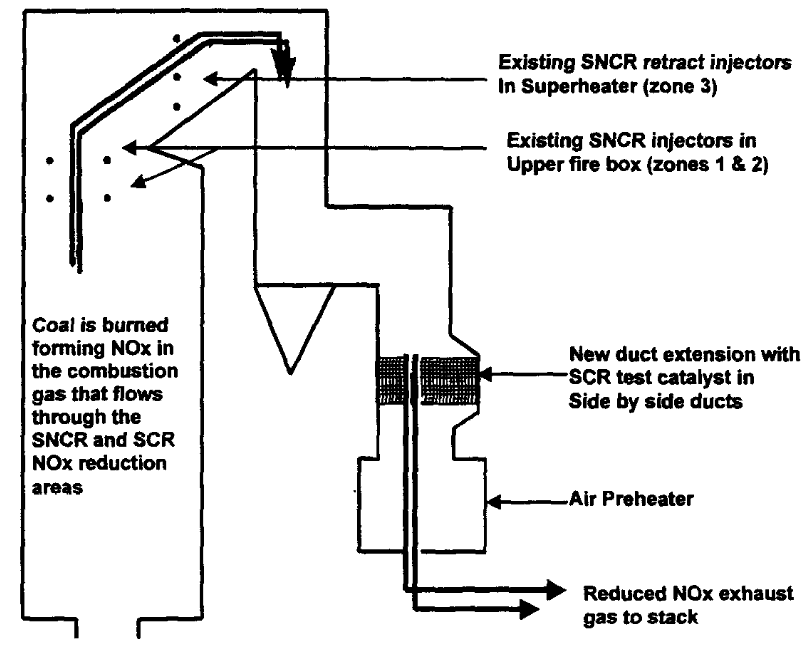 Existing SNCR retract injectors
In Superheater (zone 3)
Existing SNCR injectors in
Upper fire box (zones 1 & 2)
Coal is burned
forming NOx in
the combustion
gas that flows
through the
SNCR and SCR
NOx reduction
areas
New duct extension with
SCR test catalyst in
Side by side ducts
Air Preheater
Reduced NOx exhaust
gas to stack